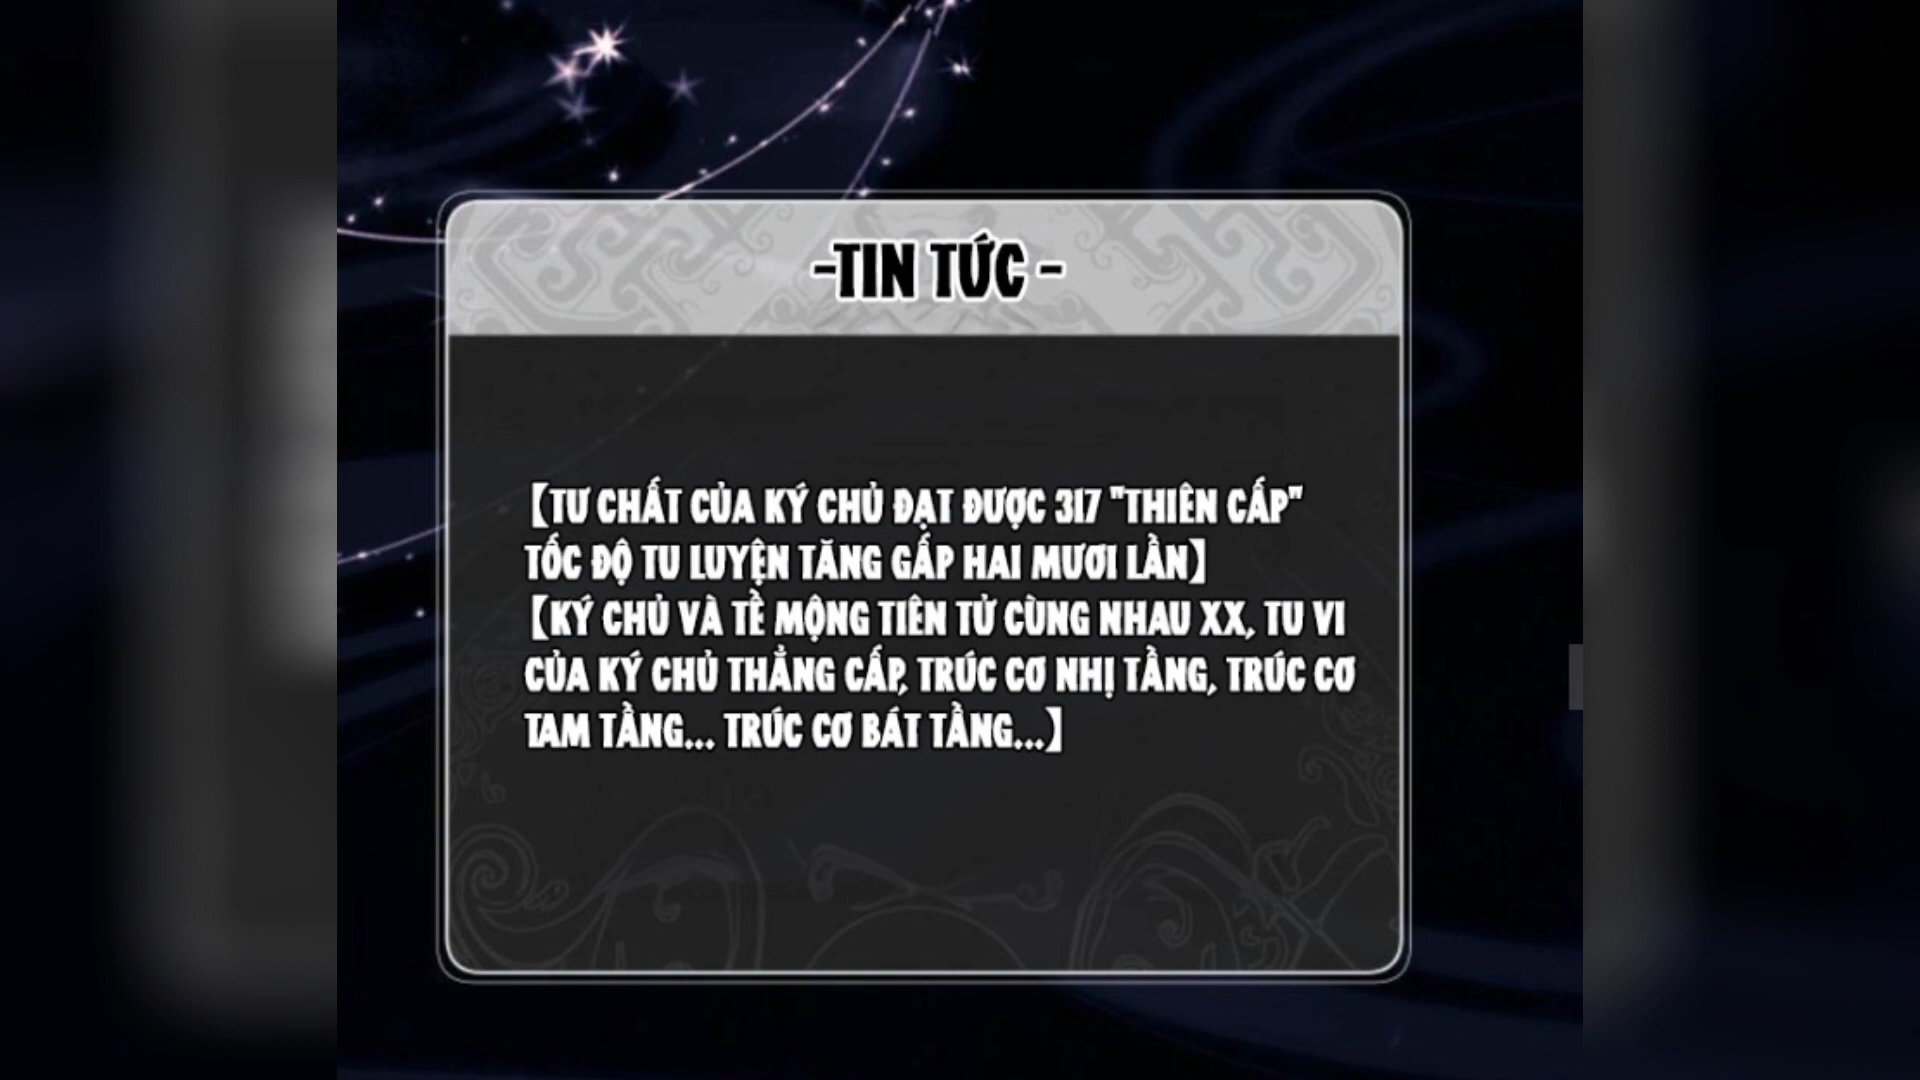 -TIN TỨC -
【TƯ CHẤT CỦA KÝ CHỦ ĐẠT ĐƯỢC 317 "THIÊN CẤP"
TỐC ĐỘ TU LUYỆN TĂNG GẤP HAI MƯƠI LẦN】
【KÝ CHỦ VÀ TỀ MỘNG TIÊN TỬ CÙNG NHAU XX, TU VI
CỦA KÝ CHỦ THẲNG CẤP, TRÚC CƠ NHỊ TẦNG, TRÚC CƠ
TAM TẦNG... TRÚC CƠ BÁT TẦNG...】